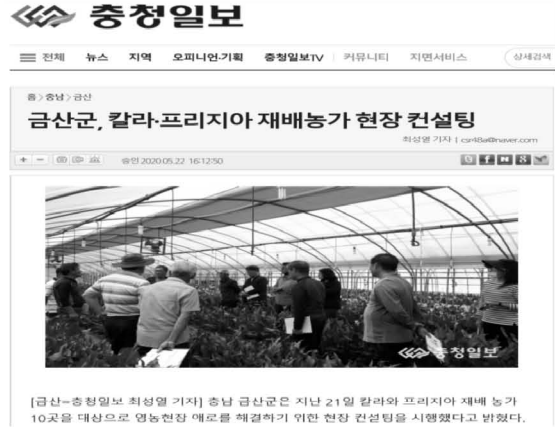 충청일보
전체 뉴스 지역 오피니언·기획 충청일보TV 커뮤니티 지면서비스 상세검색
홈 > 충남 > 금산
금산군, 칼라·프리지아 재배농가 현장 컨설팅
최성열 기자 | csr48a@naver.com
승인 2020.05.22 16:12:50
충청일보
[금산=충청일보 최성열 기자] 충남 금산군은 지난 21일 칼라와 프리지아 재배 농가
10곳을 대상으로 영농현장 애로를 해결하기 위한 현장 컨설팅을 시행했다고 밝혔다.